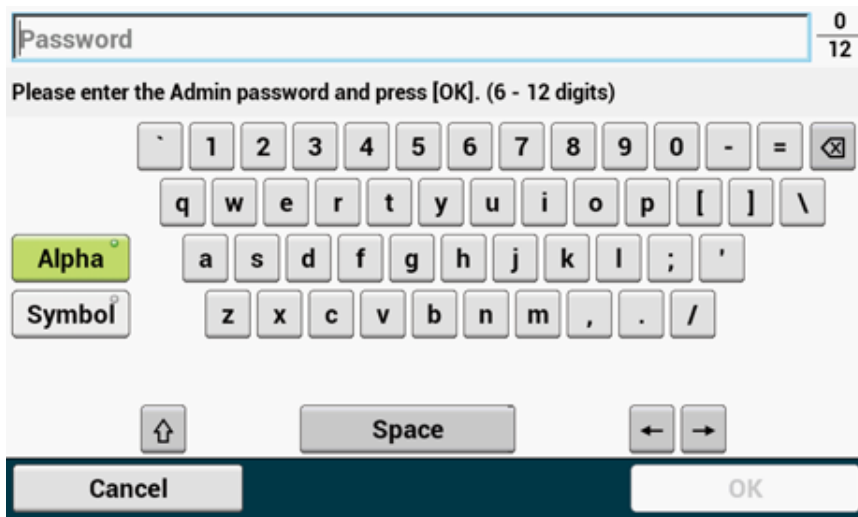 Password
0
12
Please enter the Admin password and press [OK]. (6 - 12 digits)
` 1 2 3 4 5 6 7 8 9 0 - =
q w e r t y u i o p [ ] \
Alpha a s d f g h j k l ; '
Symbol z x c v b n m , . /
Space ← →
Cancel OK